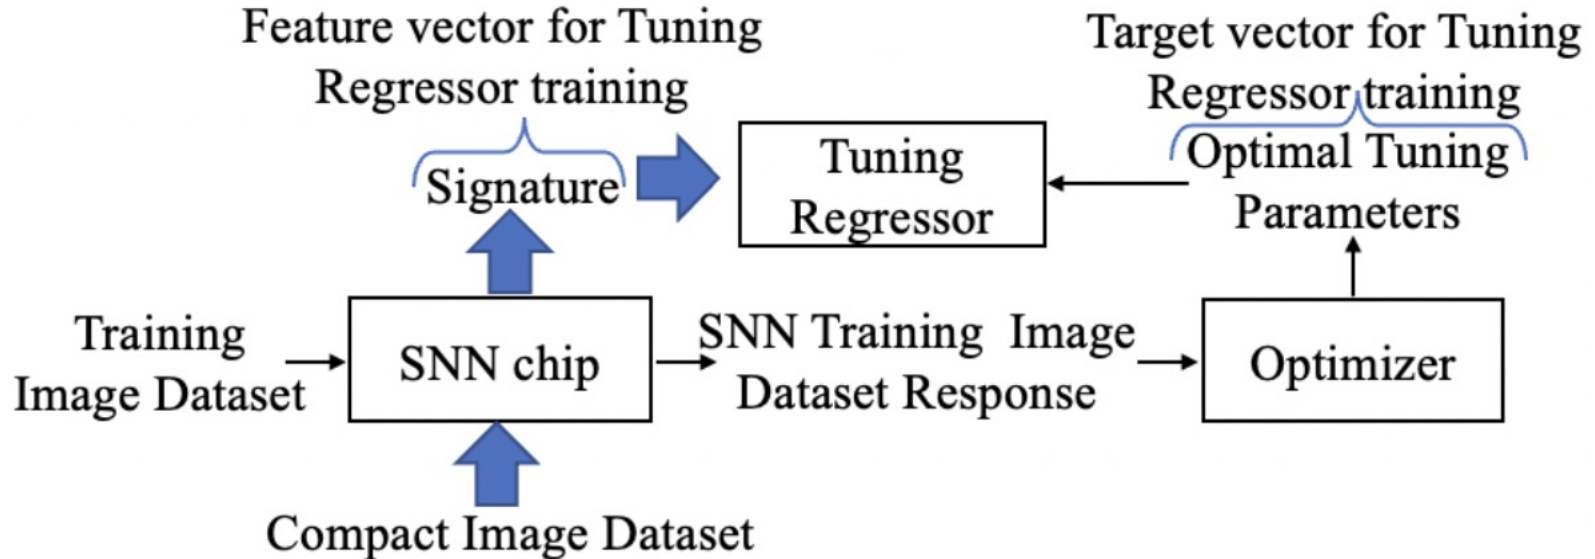 Feature vector for Tuning
Regressor training
Target vector for Tuning
Regressor training
Signature
Tuning
Regressor
Optimal Tuning
Parameters
Training
Image Dataset
SNN chip
SNN Training Image
Dataset Response
Optimizer
Compact Image Dataset